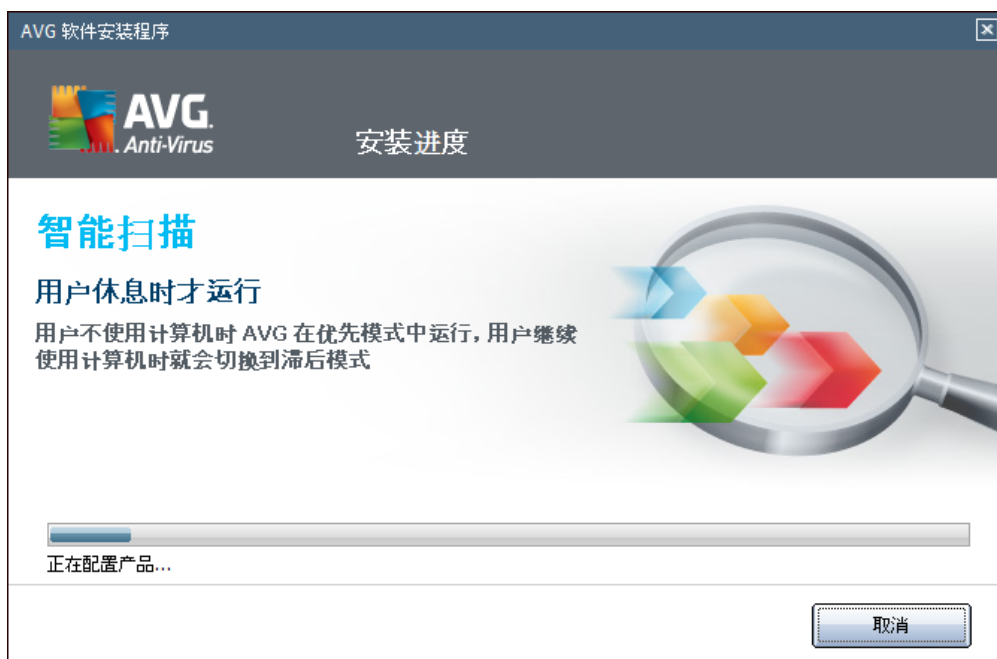 AVG 软件安装程序
AVG.
Anti-Virus
安装进度
智能扫描
用户休息时才运行
用户不使用计算机时 AVG 在优先模式中运行，用户继续
使用计算机时就会切换到滞后模式
正在配置产品...
取消